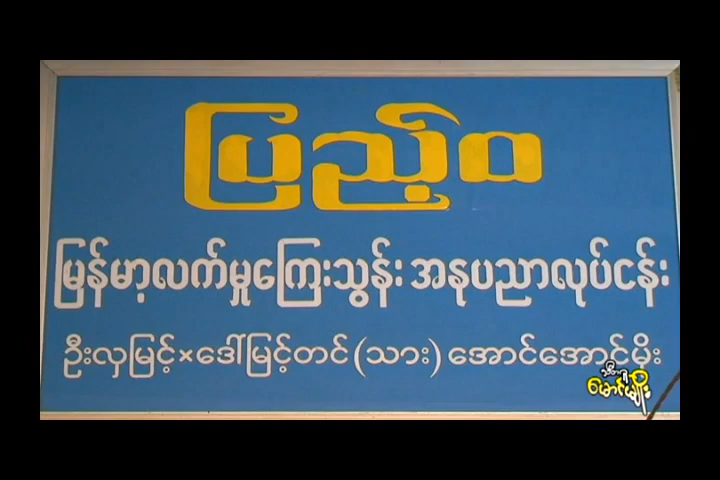 ပြည့်ဝ
မြန်မာ့လက်မှုကြေးသွန်း အနုပညာလုပ်ငန်း
ဦးလှမြင့်×ဒေါ်မြင့်တင်(သား) အောင်အောင်မိုး